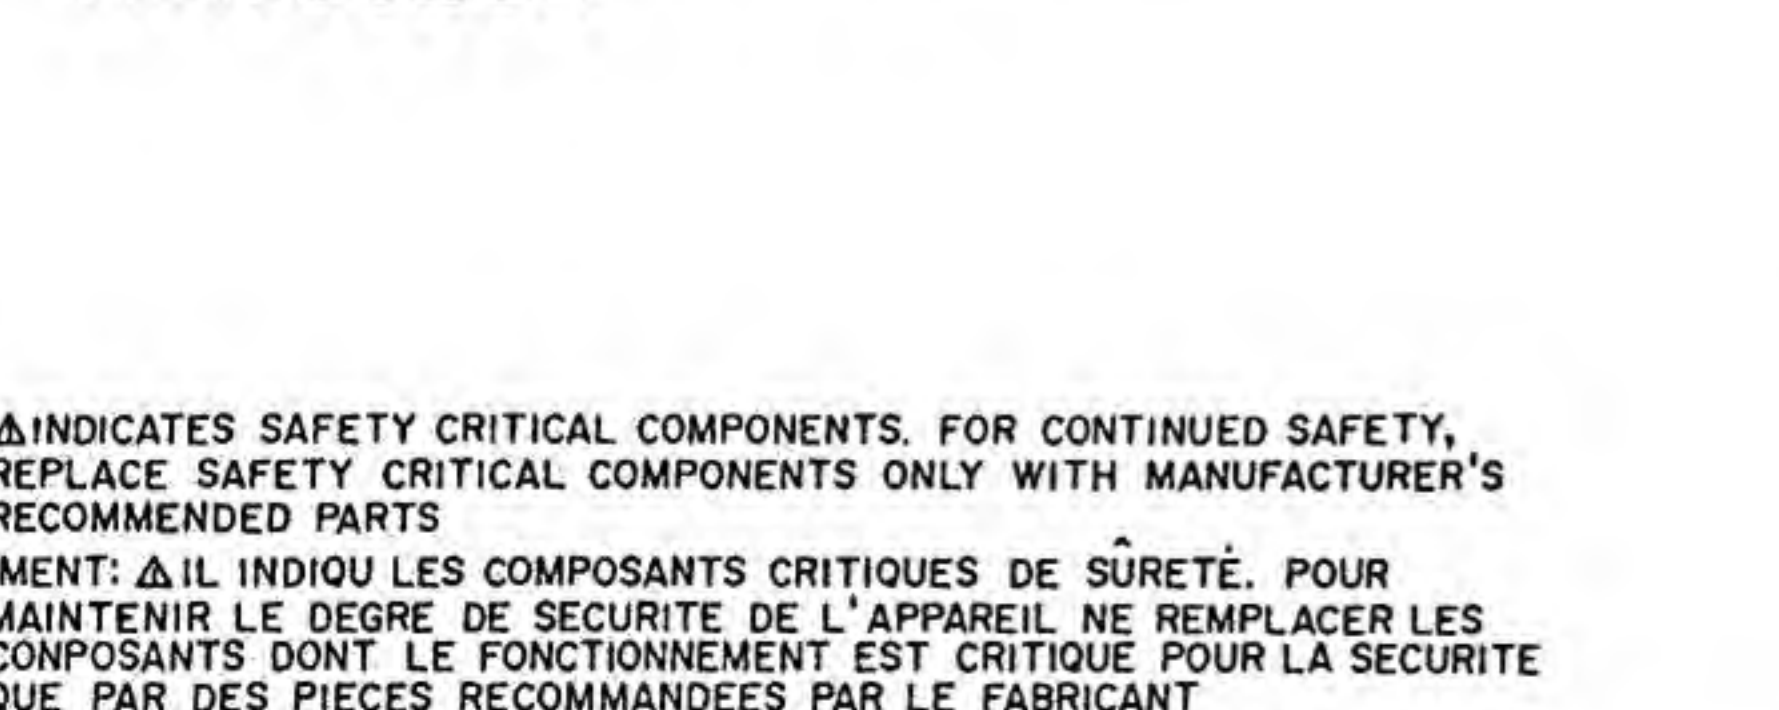 ⚠INDICATES SAFETY CRITICAL COMPONENTS. FOR CONTINUED SAFETY,
REPLACE SAFETY CRITICAL COMPONENTS ONLY WITH MANUFACTURER'S
RECOMMENDED PARTS
MENT: ⚠IL INDIQU LES COMPOSANTS CRITIQUES DE SÛRETÉ. POUR
MAINTENIR LE DEGRE DE SECURITE DE L'APPAREIL NE REMPLACER LES
CONPOSANTS DONT LE FONCTIONNEMENT EST CRITIQUE POUR LA SECURITE
QUE PAR DES PIECES RECOMMANDEES PAR LE FABRICANT